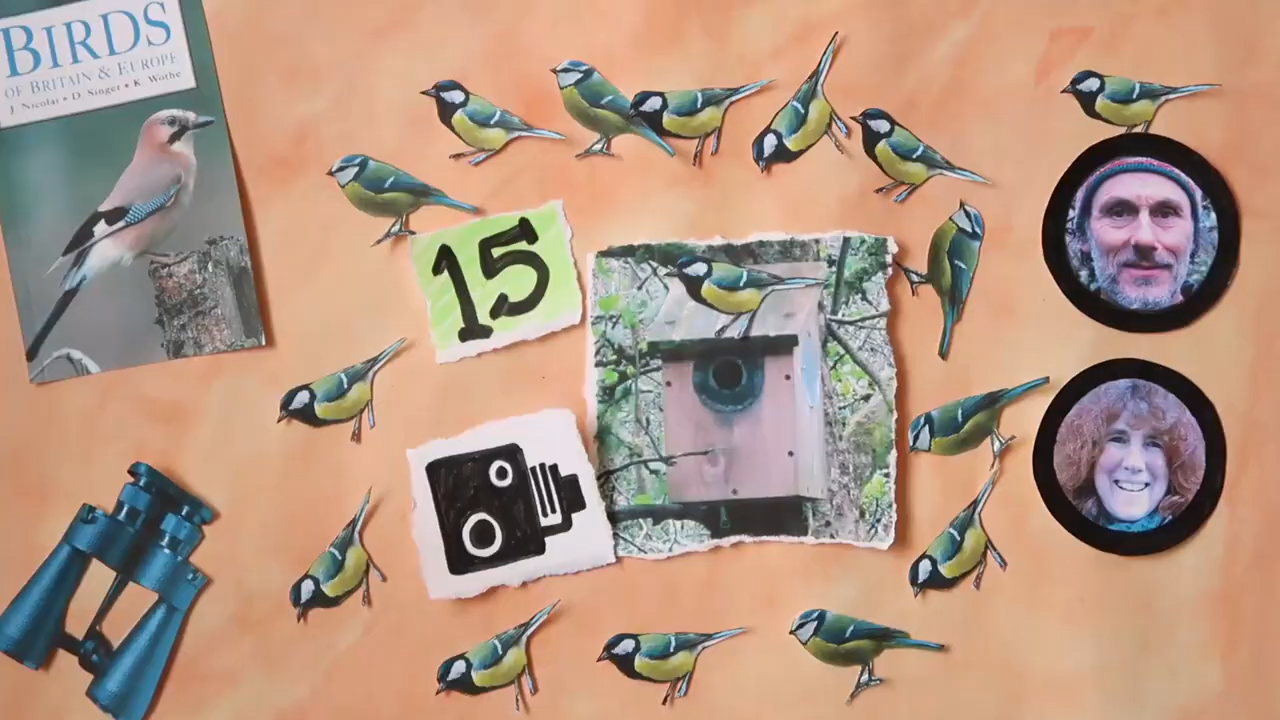 BIRDS
OF BRITAIN & EUROPE
J. Nicolai • D. Singer • K. Wothe
15